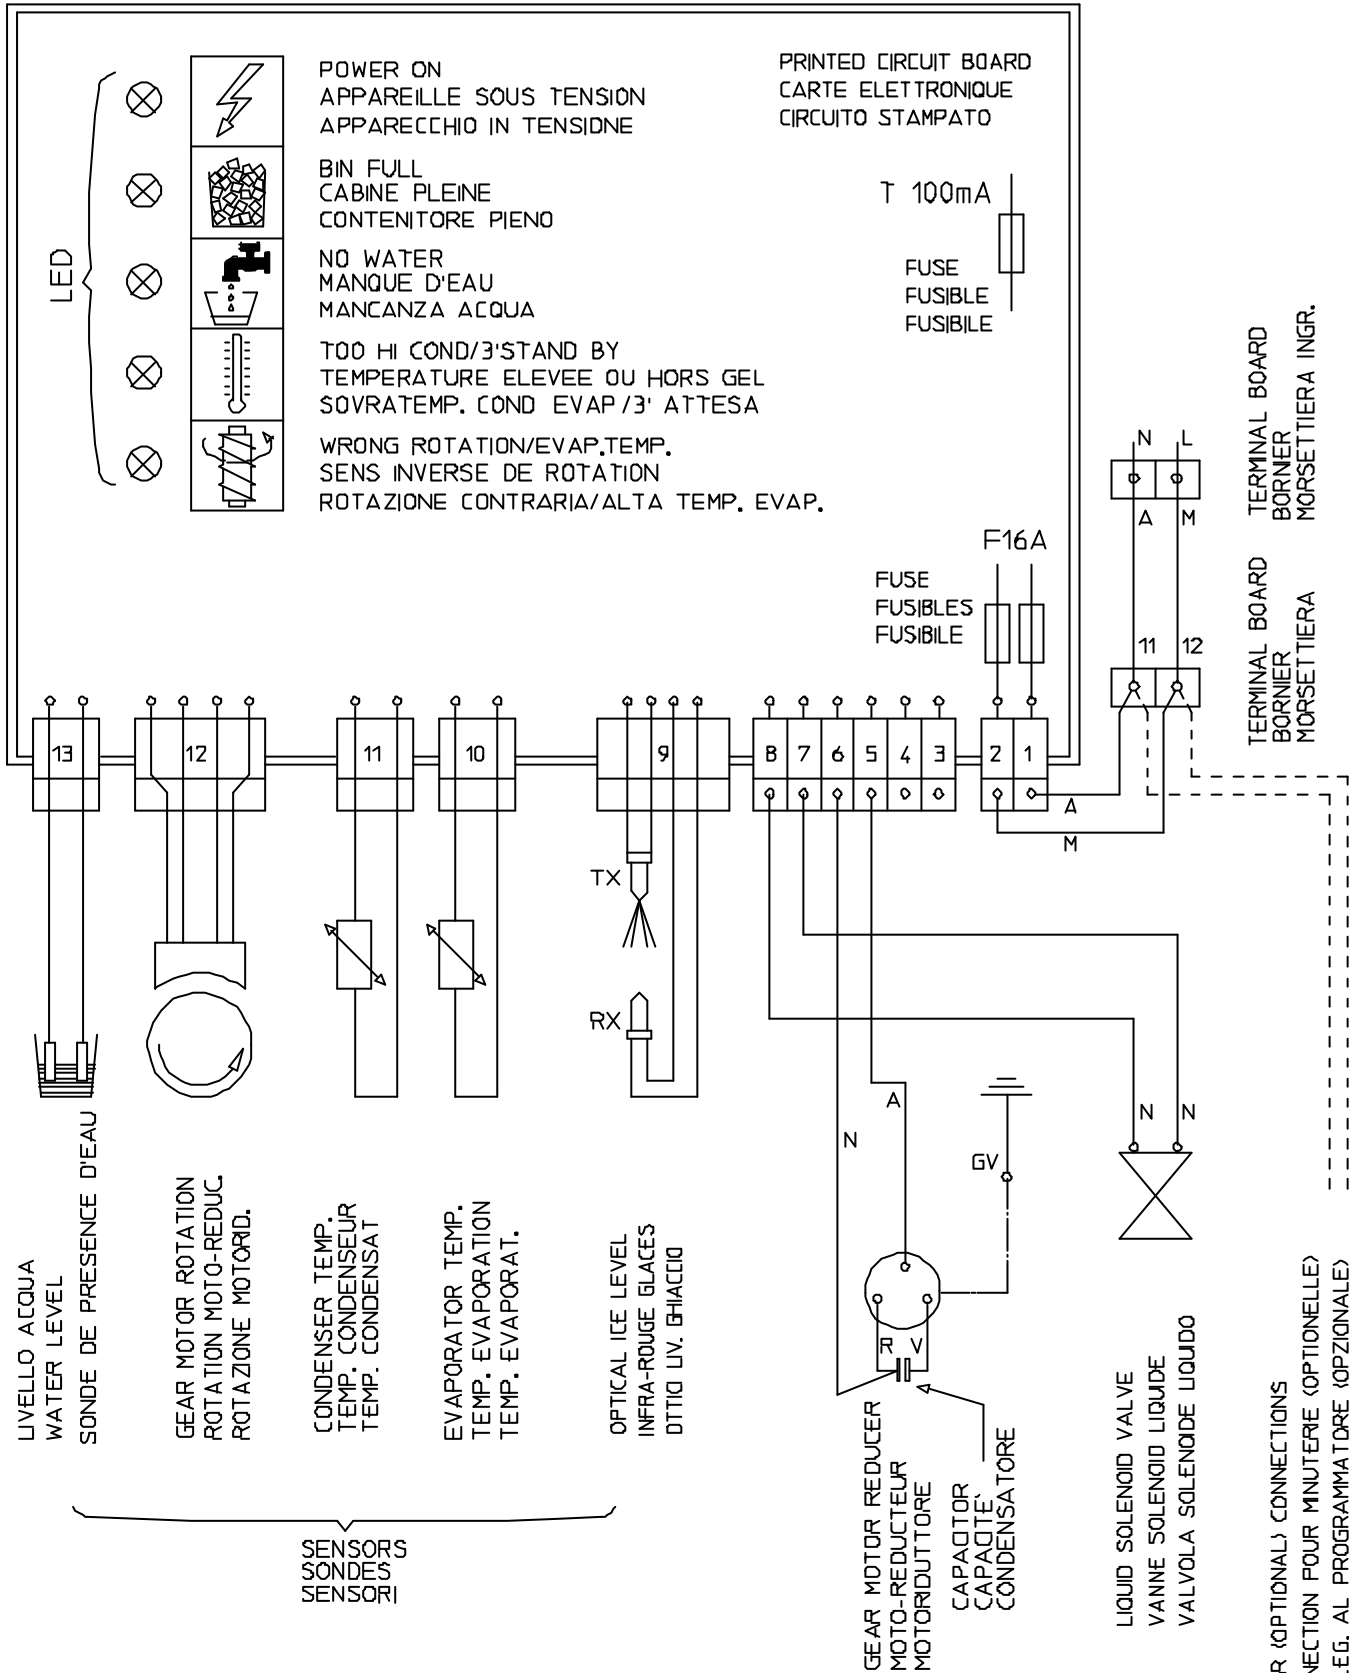 POWER ON
APPAREILLE SOUS TENSION
APPARECCHIO IN TENSIDNE
PRINTED CIRCUIT BOARD
CARTE ELETTRONIQUE
CIRCUITO STAMPATO
BIN FULL
CABINE PLEINE
CONTENITORE PIENO
T 100mA
LED
NO WATER
MANQUE D'EAU
MANCANZA ACQUA
FUSE
FUSIBLE
FUSIBILE
TOO HI COND/3'STAND BY
TEMPERATURE ELEVEE OU HORS GEL
SOVRATEMP. COND EVAP/3' ATTESA
WRONG ROTATION/EVAP.TEMP.
SENS INVERSE DE ROTATION
ROTAZIONE CONTRARIA/ALTA TEMP. EVAP.
N L
A M
TERMINAL BOARD
BORNIER
MORSETTIERA INGR.
F16A
FUSE
FUSIBLES
FUSIBILE
11 12
TERMINAL BOARD
BORNIER
MORSETTIERA
13 12 11 10 9 8 7 6 5 4 3 2 1
A
M
TX
RX
A
N
GV
N N
R V
LIVELLO ACQUA
WATER LEVEL
SONDE DE PRESENCE D'EAU
GEAR MOTOR ROTATION
ROTATION MOTO-REDUC.
ROTAZIONE MOTORID.
CONDENSER TEMP.
TEMP. CONDENSEUR
TEMP. CONDENSAT
EVAPORATOR TEMP.
TEMP. EVAPORATION
TEMP. EVAPORAT.
OPTICAL ICE LEVEL
INFRA-ROUGE GLACES
OTTICI LIV. GHIACCIO
SENSORS
SONDES
SENSORI
GEAR MOTOR REDUCER
MOTO-REDUCTEUR
MOTORIDUTTORE
CAPACITOR
CAPACITE'
CONDENSATORE
LIQUID SOLENOID VALVE
VANNE SOLENOID LIQUIDE
VALVOLA SOLENOIDE LIQUIDO
R (OPTIONAL) CONNECTIONS
NECTION POUR MINUTERIE (OPTIONELLE)
EG. AL PROGRAMMATORE (OPZIONALE)